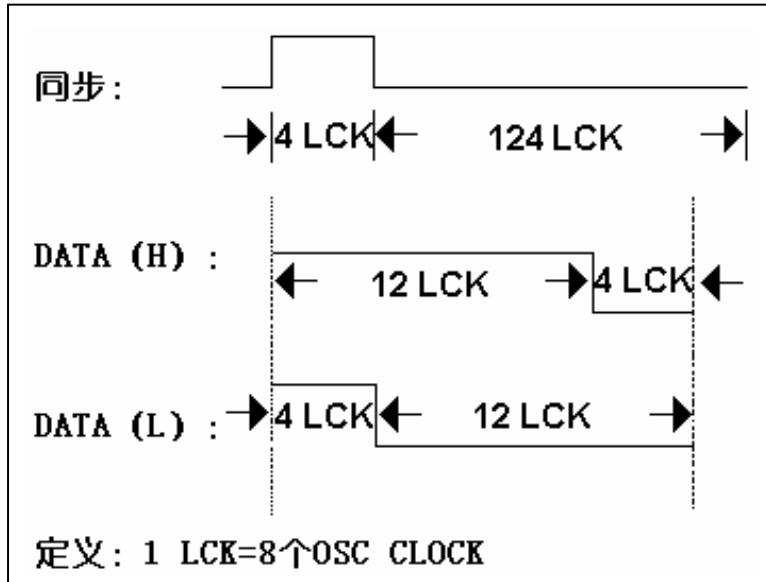 同步:
4 LCK 124 LCK
DATA (H) :
12 LCK 4 LCK
DATA (L) :
4 LCK 12 LCK
定义: 1 LCK=8个OSC CLOCK